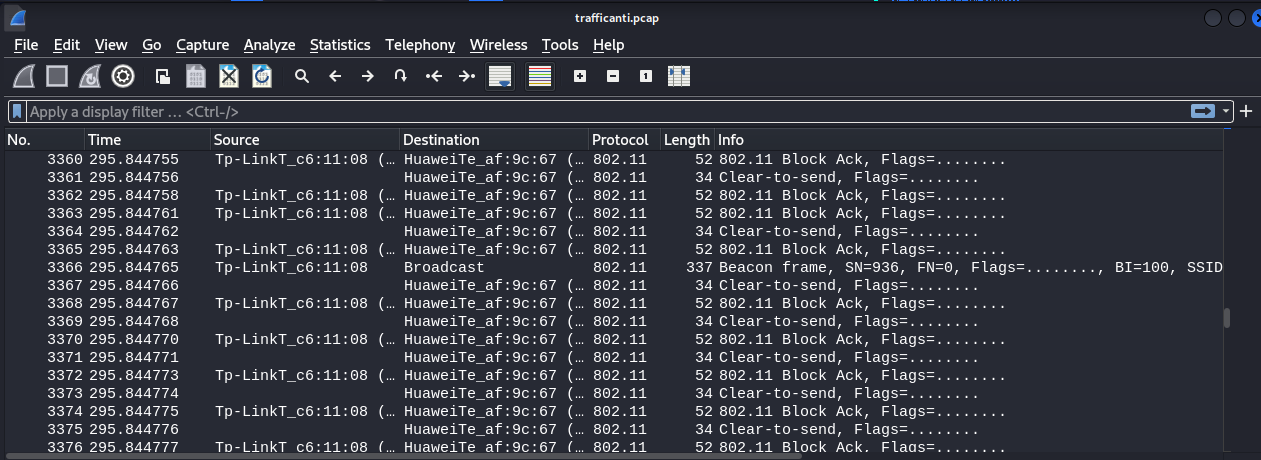 trafficanti.pcap
File Edit View Go Capture Analyze Statistics Telephony Wireless Tools Help
Apply a display filter … <Ctrl-/>
No. Time Source Destination Protocol Length Info
3360 295.844755 Tp-LinkT_c6:11:08 (… HuaweiTe_af:9c:67 (… 802.11 52 802.11 Block Ack, Flags=........
3361 295.844756 HuaweiTe_af:9c:67 (… 802.11 34 Clear-to-send, Flags=........
3362 295.844758 Tp-LinkT_c6:11:08 (… HuaweiTe_af:9c:67 (… 802.11 52 802.11 Block Ack, Flags=........
3363 295.844761 Tp-LinkT_c6:11:08 (… HuaweiTe_af:9c:67 (… 802.11 52 802.11 Block Ack, Flags=........
3364 295.844762 HuaweiTe_af:9c:67 (… 802.11 34 Clear-to-send, Flags=........
3365 295.844763 Tp-LinkT_c6:11:08 (… HuaweiTe_af:9c:67 (… 802.11 52 802.11 Block Ack, Flags=........
3366 295.844765 Tp-LinkT_c6:11:08 Broadcast 802.11 337 Beacon frame, SN=936, FN=0, Flags=........, BI=100, SSID
3367 295.844766 HuaweiTe_af:9c:67 (… 802.11 34 Clear-to-send, Flags=........
3368 295.844767 Tp-LinkT_c6:11:08 (… HuaweiTe_af:9c:67 (… 802.11 52 802.11 Block Ack, Flags=........
3369 295.844768 HuaweiTe_af:9c:67 (… 802.11 34 Clear-to-send, Flags=........
3370 295.844770 Tp-LinkT_c6:11:08 (… HuaweiTe_af:9c:67 (… 802.11 52 802.11 Block Ack, Flags=........
3371 295.844771 HuaweiTe_af:9c:67 (… 802.11 34 Clear-to-send, Flags=........
3372 295.844773 Tp-LinkT_c6:11:08 (… HuaweiTe_af:9c:67 (… 802.11 52 802.11 Block Ack, Flags=........
3373 295.844774 HuaweiTe_af:9c:67 (… 802.11 34 Clear-to-send, Flags=........
3374 295.844775 Tp-LinkT_c6:11:08 (… HuaweiTe_af:9c:67 (… 802.11 52 802.11 Block Ack, Flags=........
3375 295.844776 HuaweiTe_af:9c:67 (… 802.11 34 Clear-to-send, Flags=........
3376 295.844777 Tp-LinkT_c6:11:08 (… HuaweiTe_af:9c:67 (… 802.11 52 802.11 Block Ack, Flags=........